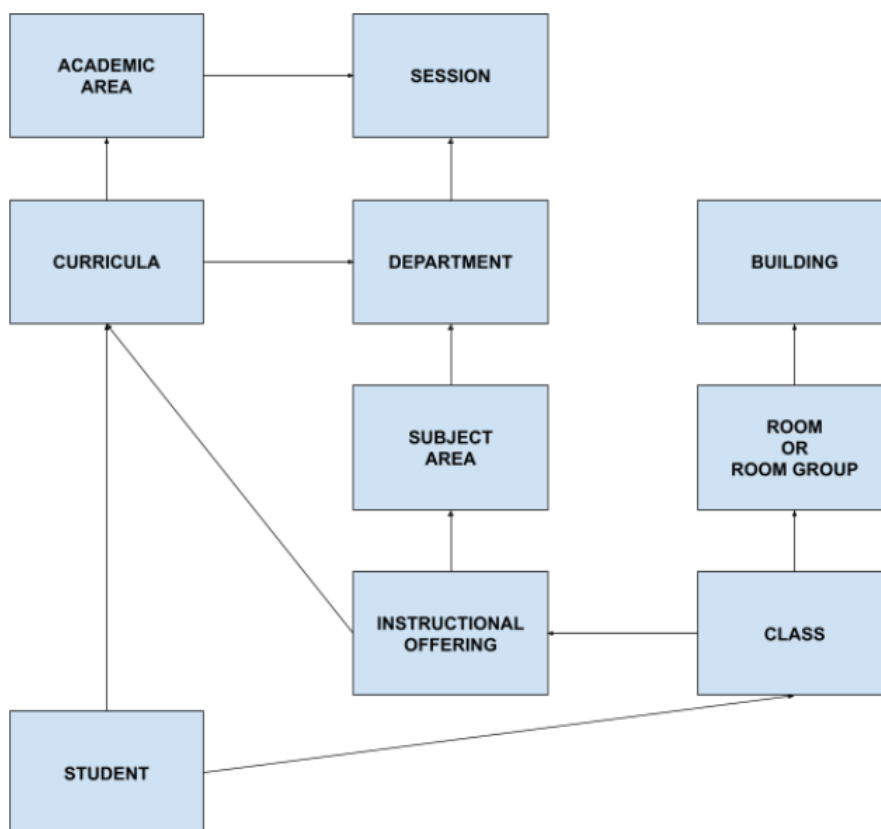 ACADEMIC
AREA
SESSION
CURRICULA
DEPARTMENT
BUILDING
SUBJECT
AREA
ROOM
OR
ROOM GROUP
INSTRUCTIONAL
OFFERING
CLASS
STUDENT